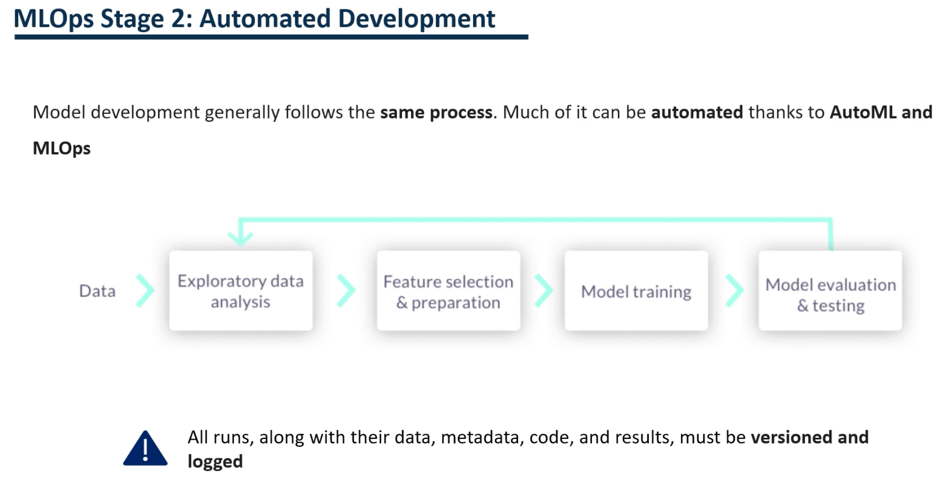 MLOps Stage 2: Automated Development
Model development generally follows the same process. Much of it can be automated thanks to AutoML and
MLOps
Data
Exploratory data
analysis
Feature selection
& preparation
Model training
Model evaluation
& testing
All runs, along with their data, metadata, code, and results, must be versioned and
logged